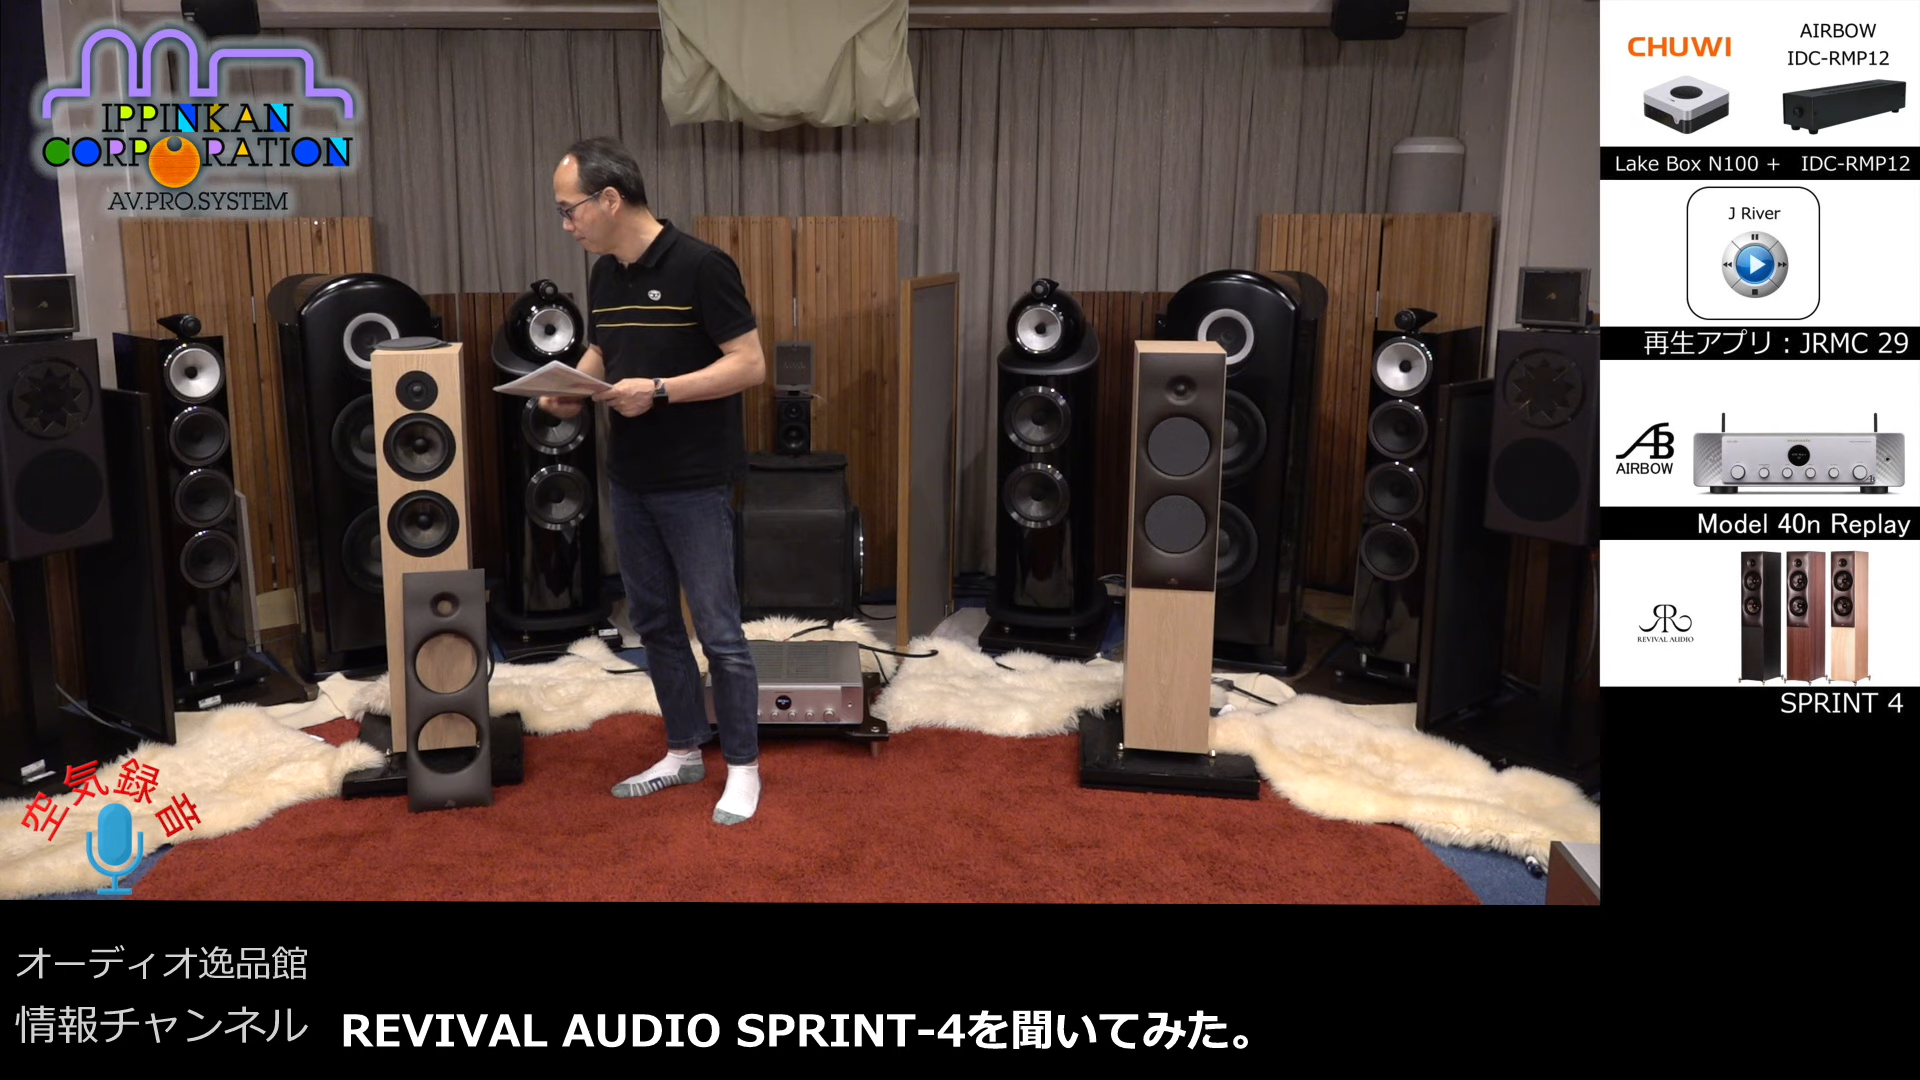 IPPINKAN
CORPORATION
AV.PRO.SYSTEM
CHUWI
AIRBOW
IDC-RMP12
Lake Box N100 + IDC-RMP12
J River
再生アプリ：JRMC 29
AB
AIRBOW
Model 40n Replay
REVIVAL AUDIO
SPRINT 4
空気録音
オーディオ逸品館
情報チャンネル
REVIVAL AUDIO SPRINT-4を聞いてみた。